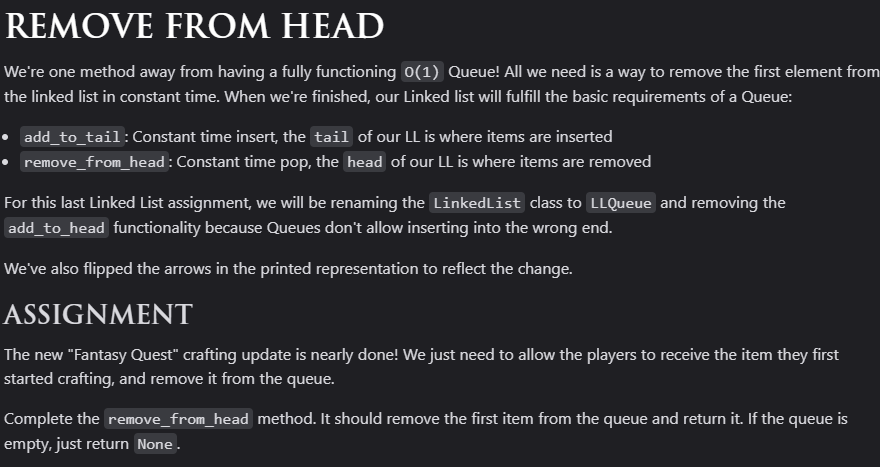 REMOVE FROM HEAD
We're one method away from having a fully functioning O(1) Queue! All we need is a way to remove the first element from
the linked list in constant time. When we're finished, our Linked list will fulfill the basic requirements of a Queue:
• add_to_tail: Constant time insert, the tail of our LL is where items are inserted
• remove_from_head: Constant time pop, the head of our LL is where items are removed
For this last Linked List assignment, we will be renaming the LinkedList class to LLQueue and removing the
add_to_head functionality because Queues don't allow inserting into the wrong end.
We've also flipped the arrows in the printed representation to reflect the change.
ASSIGNMENT
The new "Fantasy Quest" crafting update is nearly done! We just need to allow the players to receive the item they first
started crafting, and remove it from the queue.
Complete the remove_from_head method. It should remove the first item from the queue and return it. If the queue is
empty, just return None.